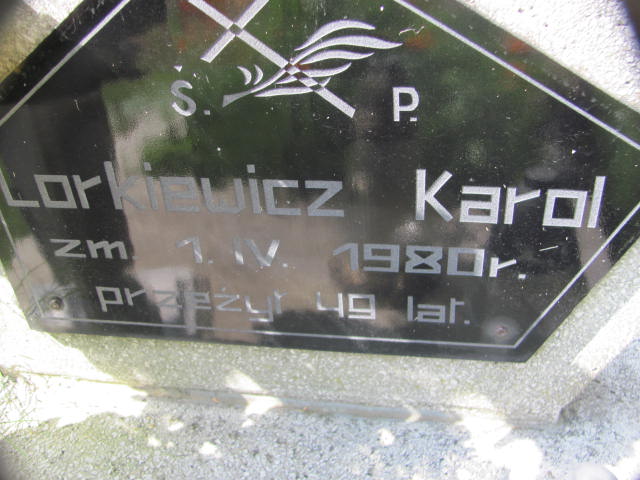 Ś. P.
Lorkiewicz Karol
zm. 1. IV. 1980r.
przeżył 49 lat.